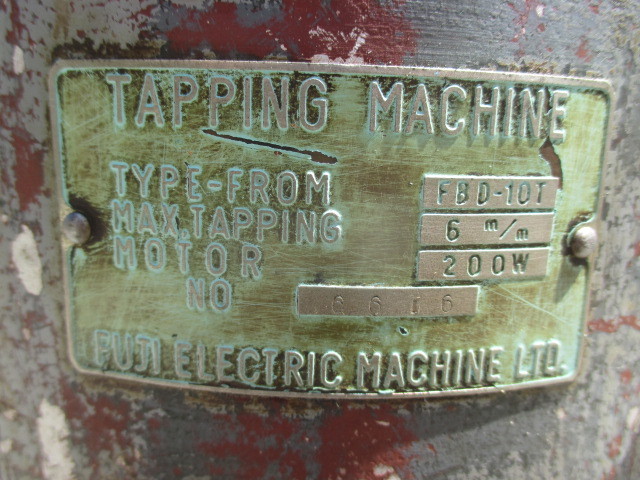 TAPPING MACHINE
TYPE-FROM FBD-10T
MAX. TAPPING 6 m/m
MOTOR 200W
NO
FUJI ELECTRIC MACHINE LTD.